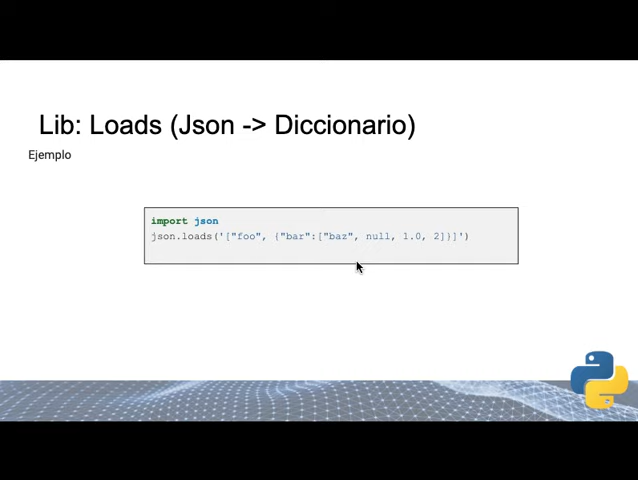 Lib: Loads (Json -> Diccionario)
Ejemplo
import json
json.loads('["foo", {"bar":["baz", null, 1.0, 2]}]')